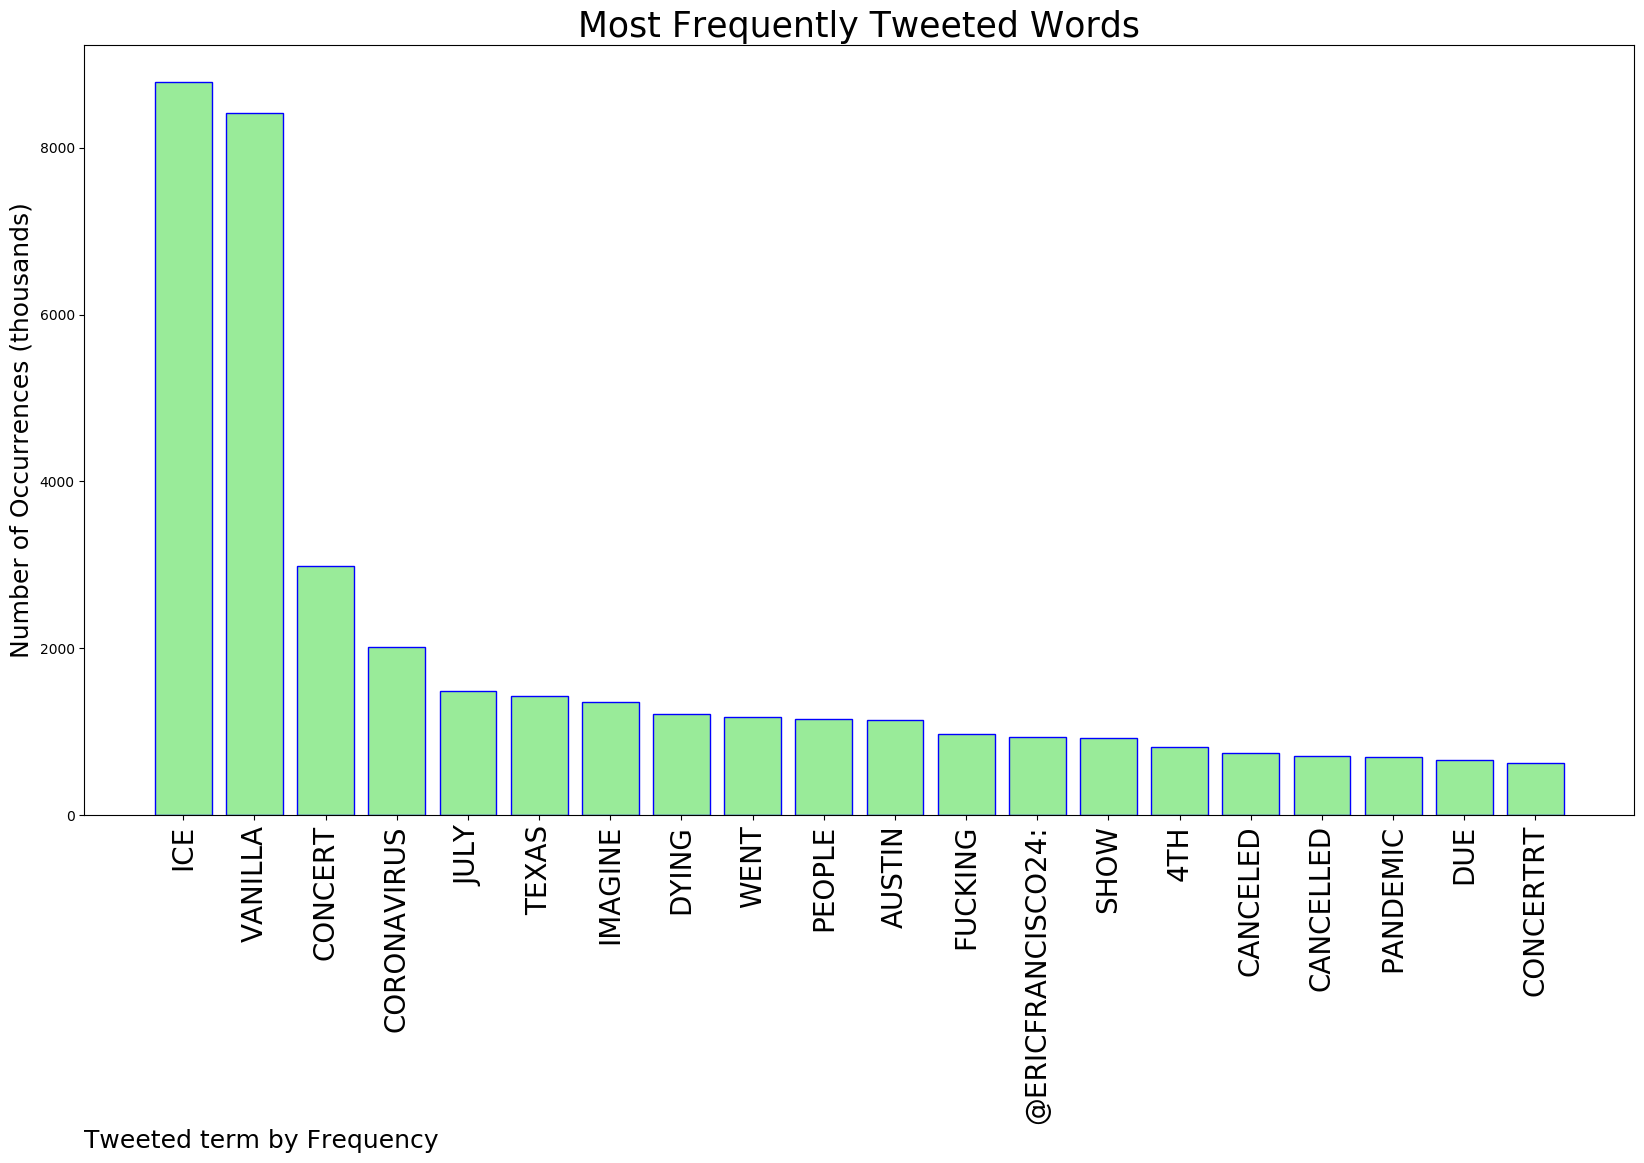 Most Frequently Tweeted Words
Number of Occurrences (thousands)
8000
6000
4000
2000
0
ICE
VANILLA
CONCERT
CORONAVIRUS
JULY
TEXAS
IMAGINE
DYING
WENT
PEOPLE
AUSTIN
FUCKING
@ERICFRANCISCO24:
SHOW
4TH
CANCELED
CANCELLED
PANDEMIC
DUE
CONCERTRT
Tweeted term by Frequency